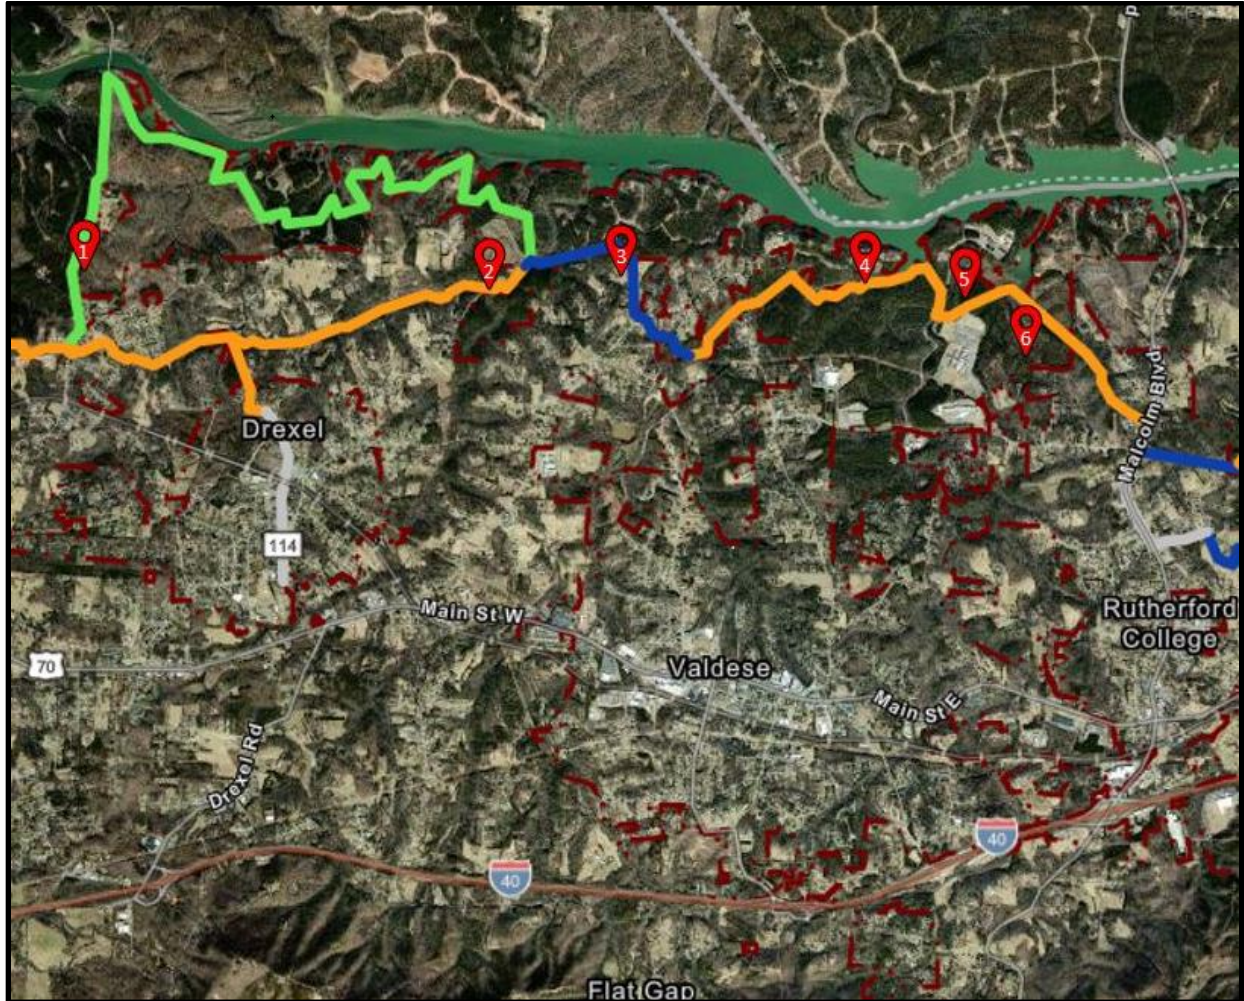 1
2
3
4
5
6
Drexel
Malcolm Blvd
114
Main St W
Rutherford
College
70
Valdese
Main St E
Drexel Rd
40
40
Flat Gap